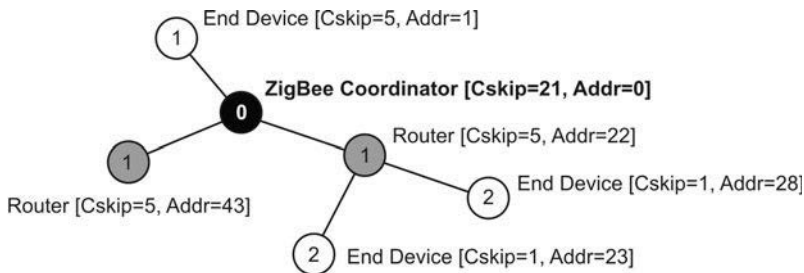 End Device [Cskip=5, Addr=1]
1
ZigBee Coordinator [Cskip=21, Addr=0]
0
Router [Cskip=5, Addr=22]
1
1
End Device [Cskip=1, Addr=28]
2
Router [Cskip=5, Addr=43]
2
End Device [Cskip=1, Addr=23]